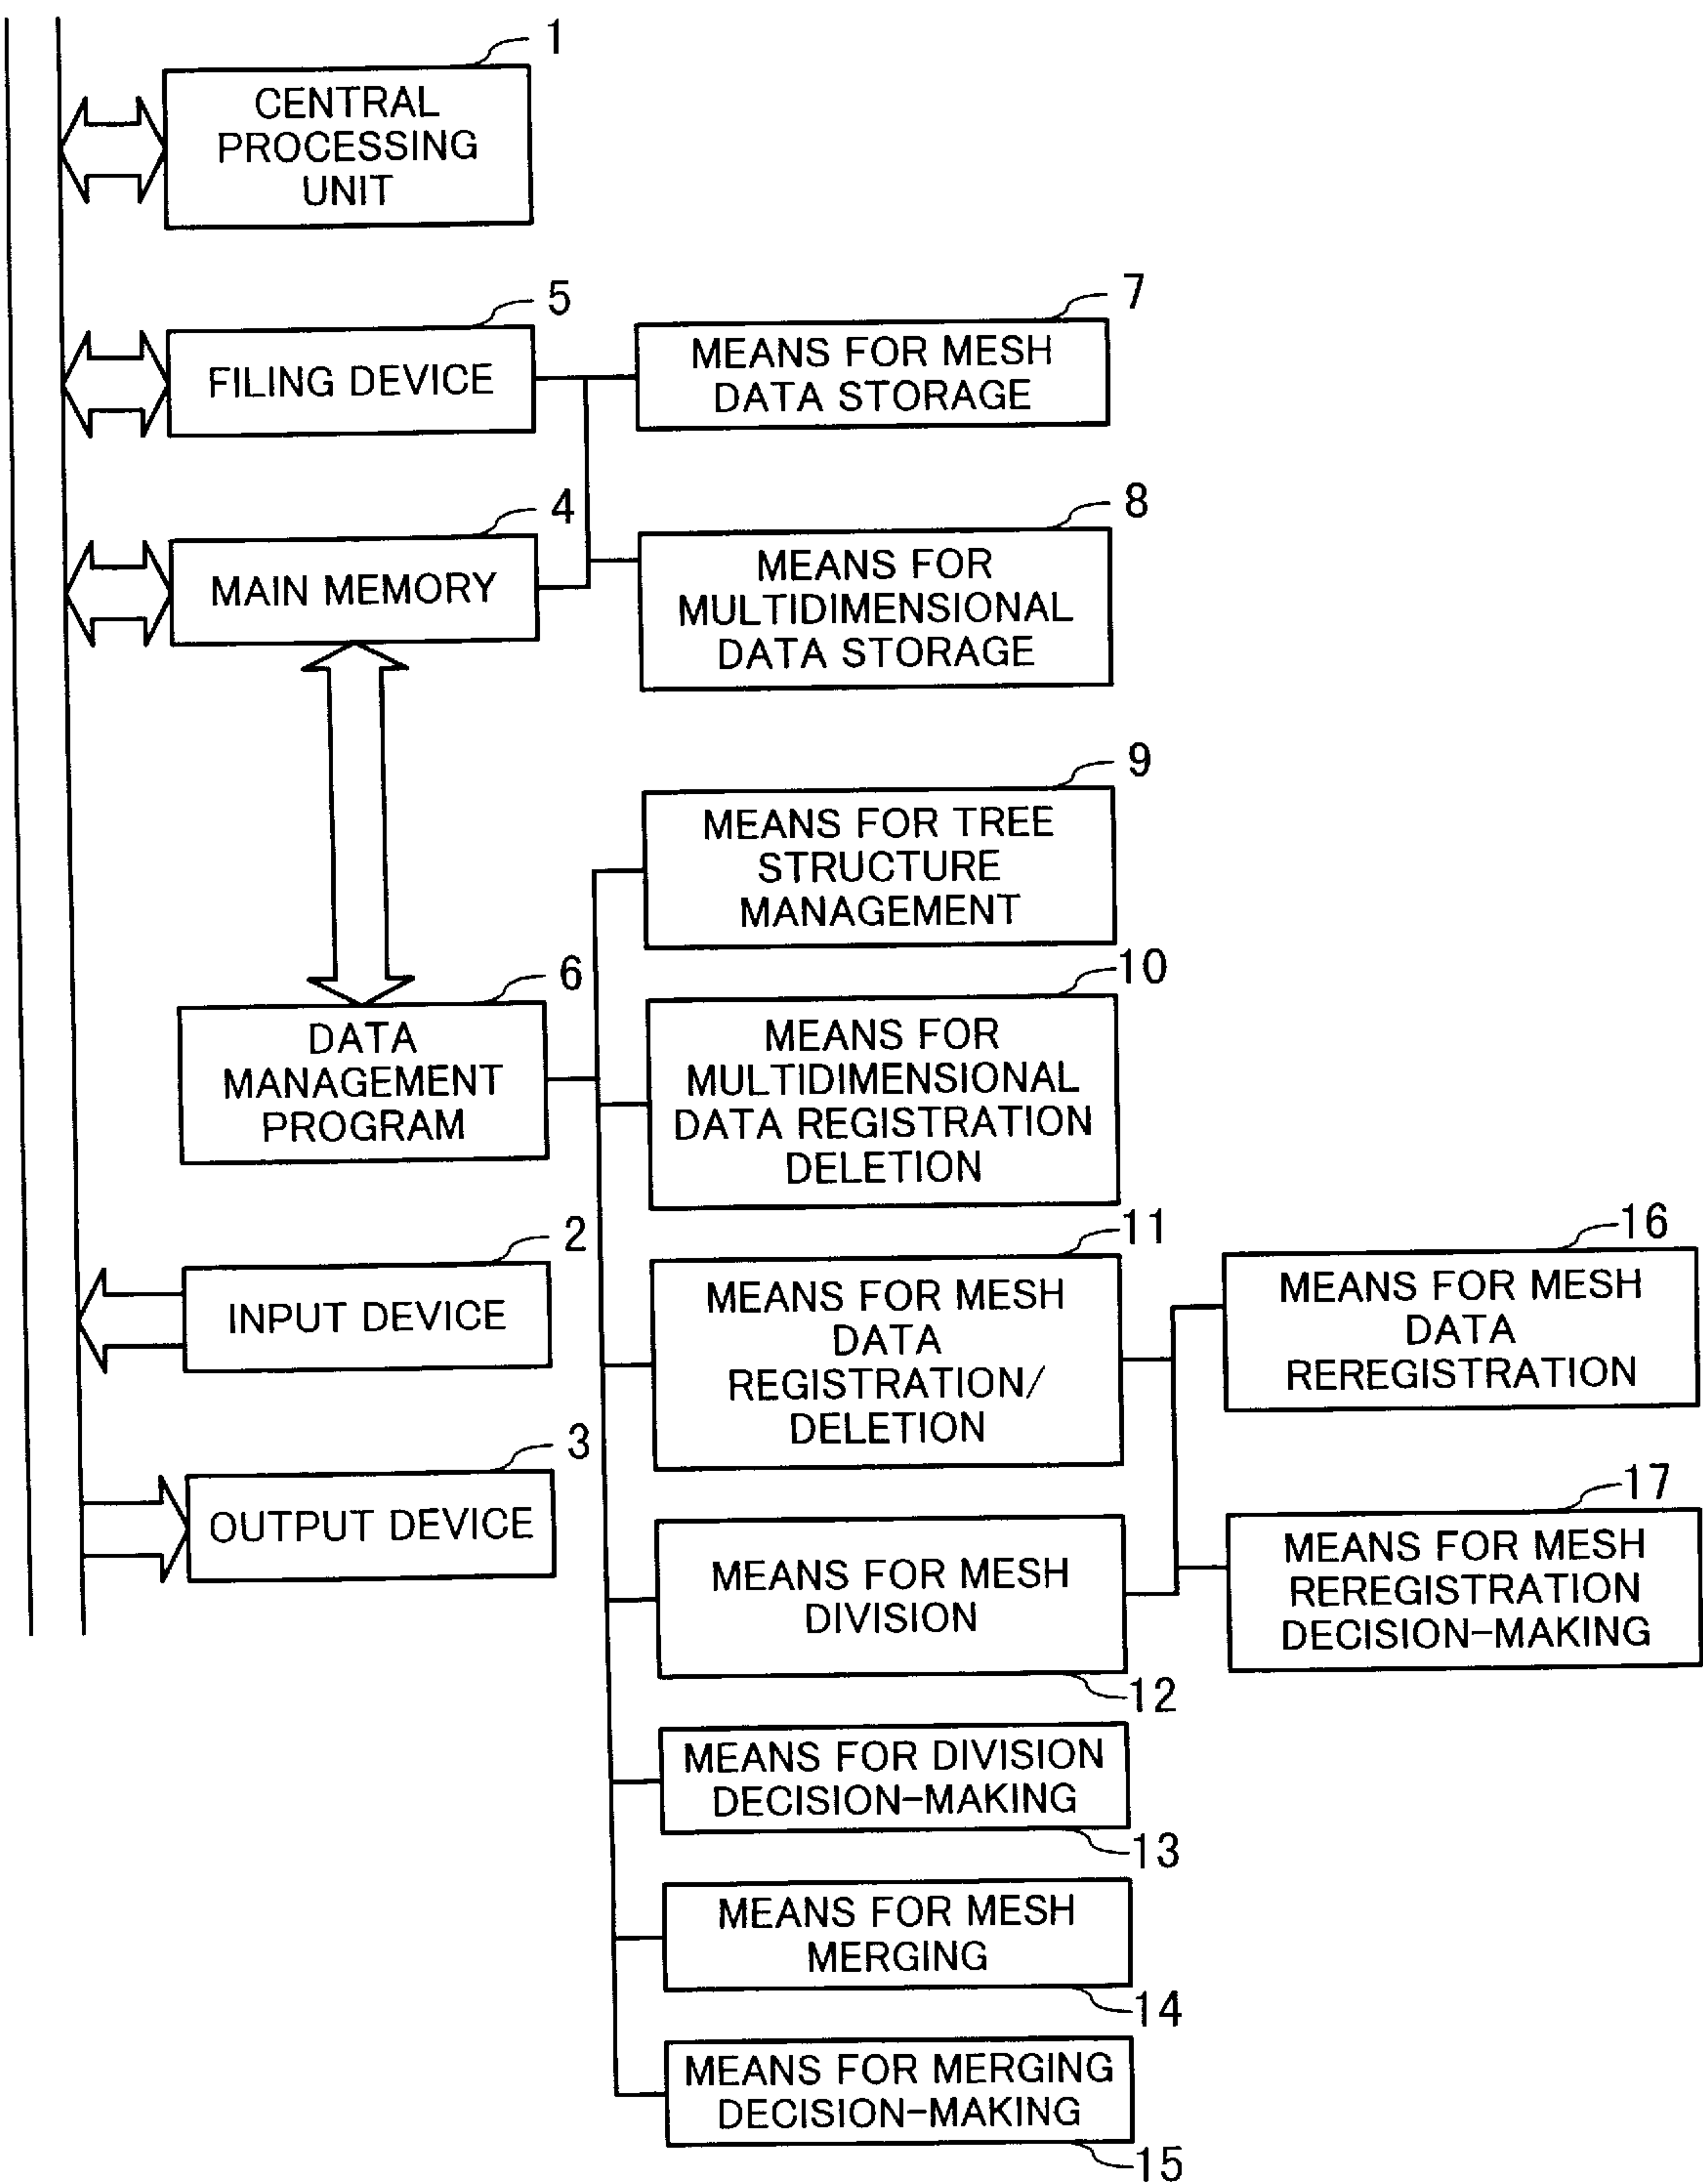 1
CENTRAL
PROCESSING
UNIT
5
FILING DEVICE
7
MEANS FOR MESH
DATA STORAGE
4
MAIN MEMORY
8
MEANS FOR
MULTIDIMENSIONAL
DATA STORAGE
9
MEANS FOR TREE
STRUCTURE
MANAGEMENT
6
DATA
MANAGEMENT
PROGRAM
10
MEANS FOR
MULTIDIMENSIONAL
DATA REGISTRATION
DELETION
2
INPUT DEVICE
11
MEANS FOR MESH
DATA
REGISTRATION/
DELETION
16
MEANS FOR MESH
DATA
REREGISTRATION
3
OUTPUT DEVICE
MEANS FOR MESH
DIVISION
12
17
MEANS FOR MESH
REREGISTRATION
DECISION-MAKING
MEANS FOR DIVISION
DECISION-MAKING
13
MEANS FOR MESH
MERGING
14
MEANS FOR MERGING
DECISION-MAKING
15